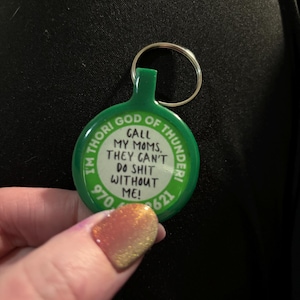 I'M THOR! GOD OF THUNDER!
CALL
MY MOMS,
THEY CAN'T
DO SHIT
WITHOUT
ME!
970 621